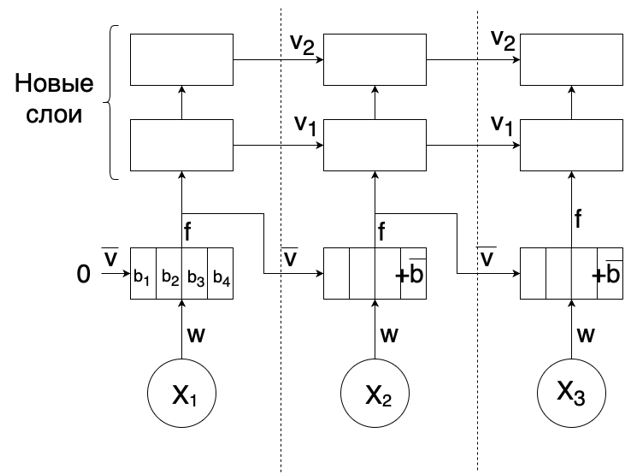 v₂
v₂
Новые
слои
v₁
v₁
f
f
f
0
v̅
b₁
b₂
b₃
b₄
v̅
+b̅
v̅
+b̅
w
w
w
X₁
X₂
X₃